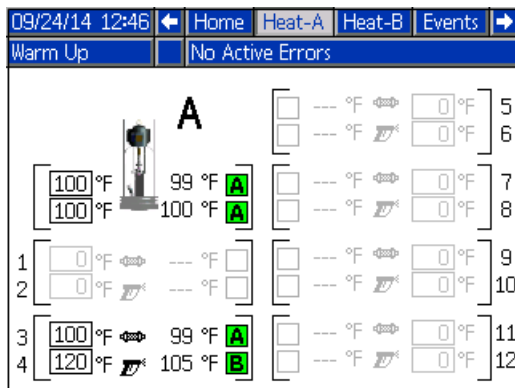 09/24/14 12:46 Home Heat-A Heat-B Events
Warm Up No Active Errors
A
--- °F 0 °F 5
--- °F 0 °F 6
100 °F 99 °F A
100 °F 100 °F A
--- °F 0 °F 7
--- °F 0 °F 8
1 0 °F --- °F
2 0 °F --- °F
--- °F 0 °F 9
--- °F 0 °F 10
3 100 °F 99 °F A
4 120 °F 105 °F B
--- °F 0 °F 11
--- °F 0 °F 12